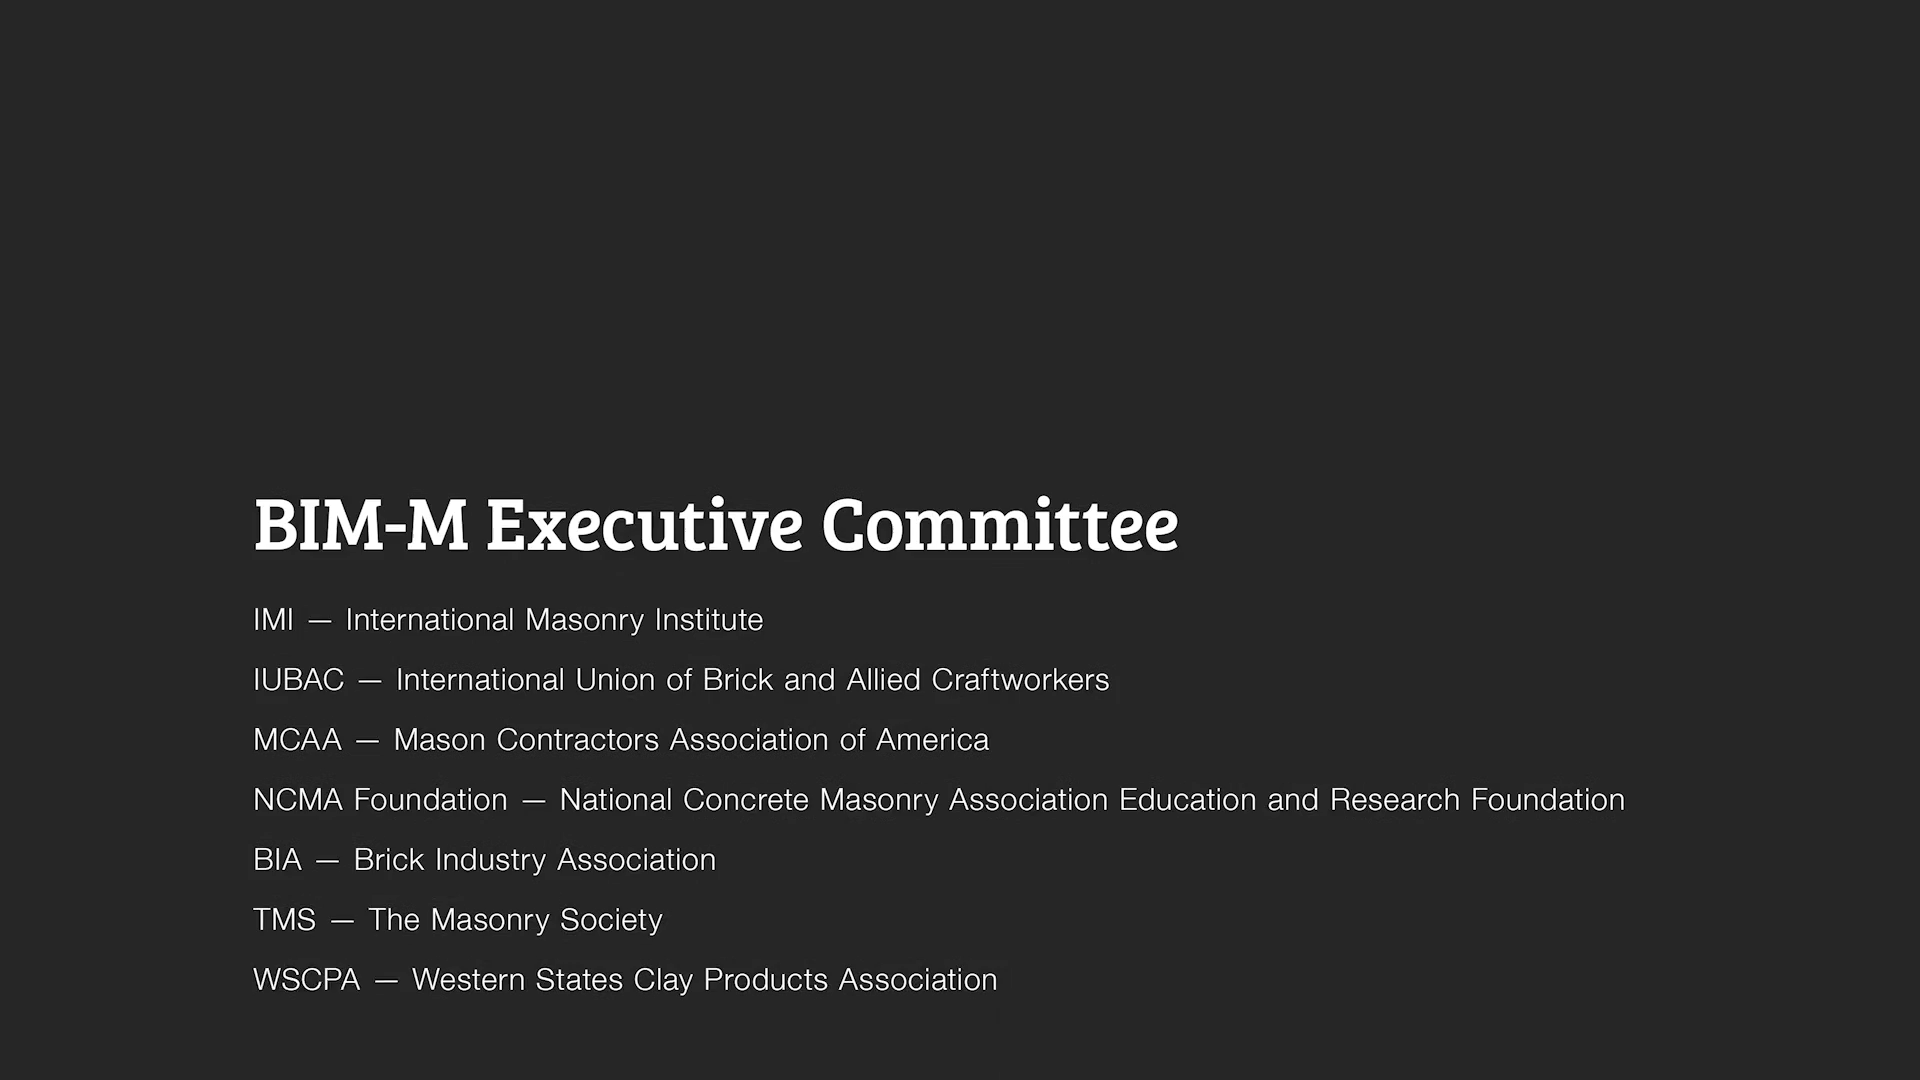 BIM-M Executive Committee
IMI — International Masonry Institute
IUBAC — International Union of Brick and Allied Craftworkers
MCAA — Mason Contractors Association of America
NCMA Foundation — National Concrete Masonry Association Education and Research Foundation
BIA — Brick Industry Association
TMS — The Masonry Society
WSCPA — Western States Clay Products Association